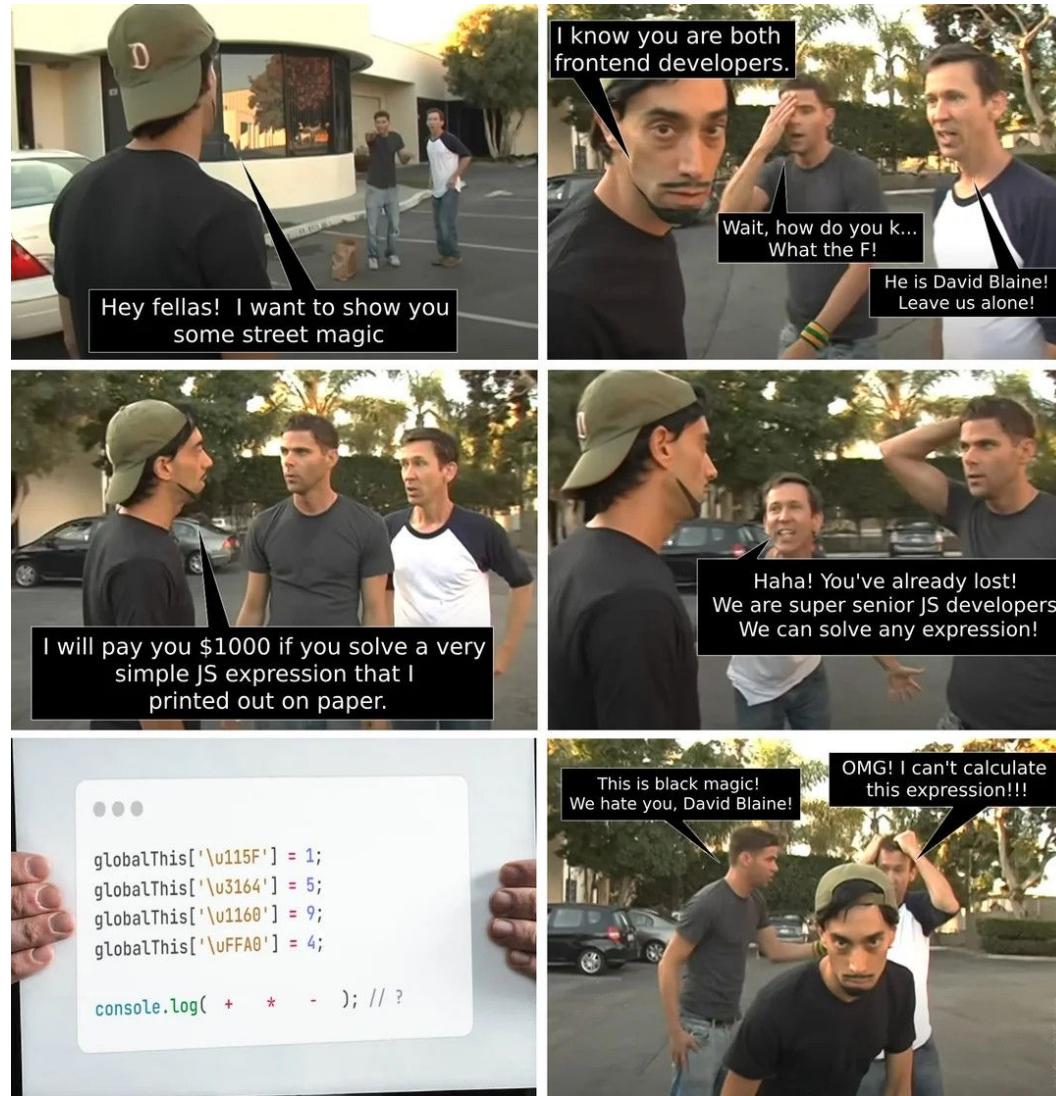 D
Hey fellas! I want to show you
some street magic
I know you are both
frontend developers.
Wait, how do you k...
What the F!
He is David Blaine!
Leave us alone!
I will pay you $1000 if you solve a very
simple JS expression that I
printed out on paper.
D
Haha! You've already lost!
We are super senior JS developers
We can solve any expression!
globalThis['\u115F'] = 1;
globalThis['\u3164'] = 5;
globalThis['\u1160'] = 9;
globalThis['\uFFA0'] = 4;
console.log( + * - ); // ?
This is black magic!
We hate you, David Blaine!
OMG! I can't calculate
this expression!!!